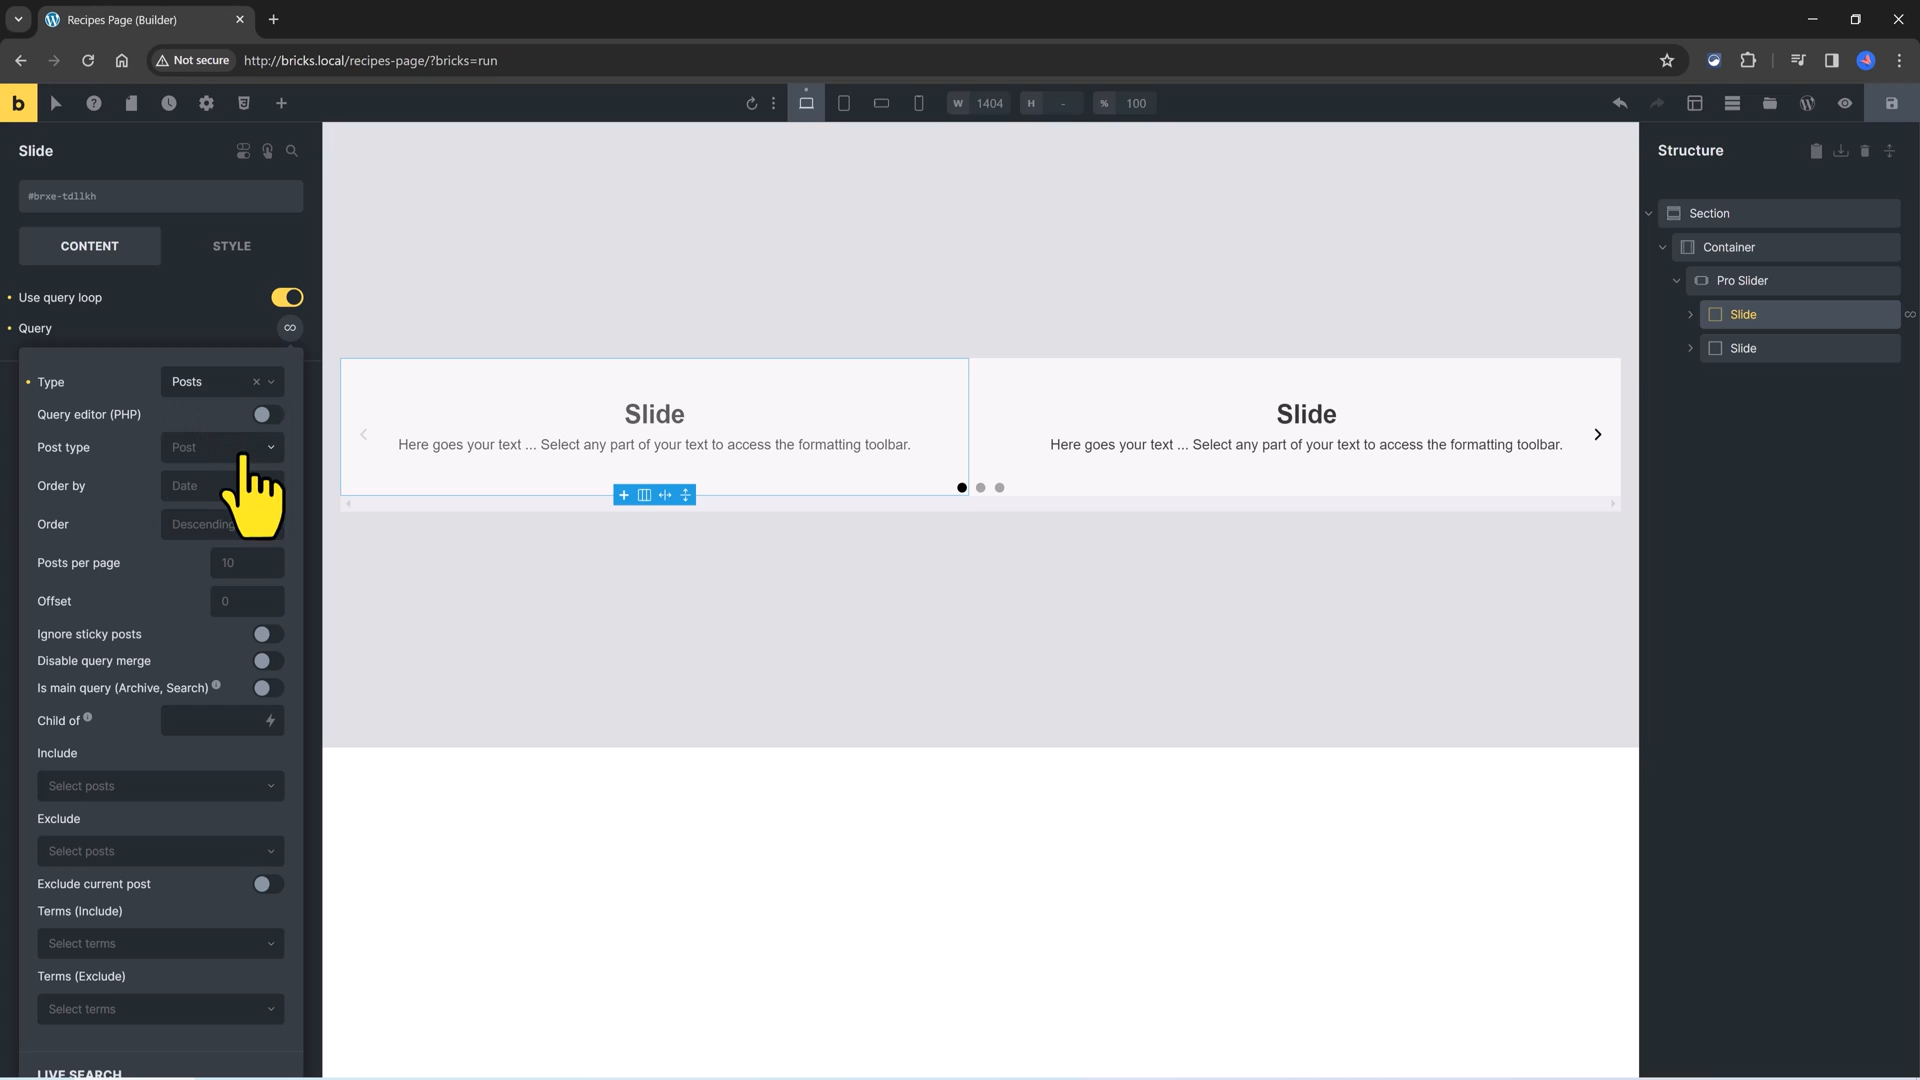 Recipes Page (Builder)
Not secure
http://bricks.local/recipes-page/?bricks=run
b
W 1404 H - % 100
Slide
#brxe-tdllkh
CONTENT
STYLE
Use query loop
Query
Type
Posts
Query editor (PHP)
Post type
Post
Order by
Date
Order
Descending
Posts per page
10
Offset
0
Ignore sticky posts
Disable query merge
Is main query (Archive, Search)
Child of
Include
Select posts
Exclude
Select posts
Exclude current post
Terms (Include)
Select terms
Terms (Exclude)
Select terms
LIVE SEARCH
Slide
Here goes your text ... Select any part of your text to access the formatting toolbar.
Slide
Here goes your text ... Select any part of your text to access the formatting toolbar.
Structure
Section
Container
Pro Slider
Slide
Slide